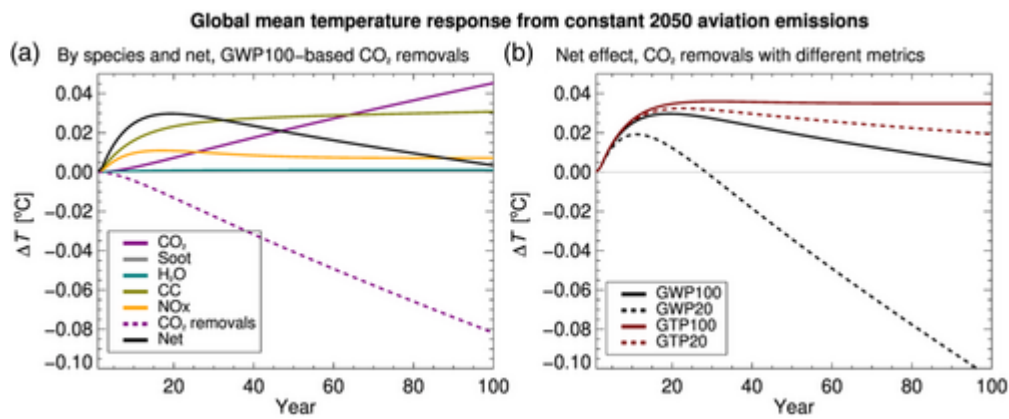 Global mean temperature response from constant 2050 aviation emissions
(a) By species and net, GWP100-based CO₂ removals
ΔT [°C]
0.04
0.02
0.00
-0.02
-0.04
-0.06
-0.08
-0.10
CO₂
Soot
H₂O
CC
NOx
CO₂ removals
Net
20 40 60 80 100
Year
(b) Net effect, CO₂ removals with different metrics
ΔT [°C]
0.04
0.02
0.00
-0.02
-0.04
-0.06
-0.08
-0.10
GWP100
GWP20
GTP100
GTP20
20 40 60 80 100
Year